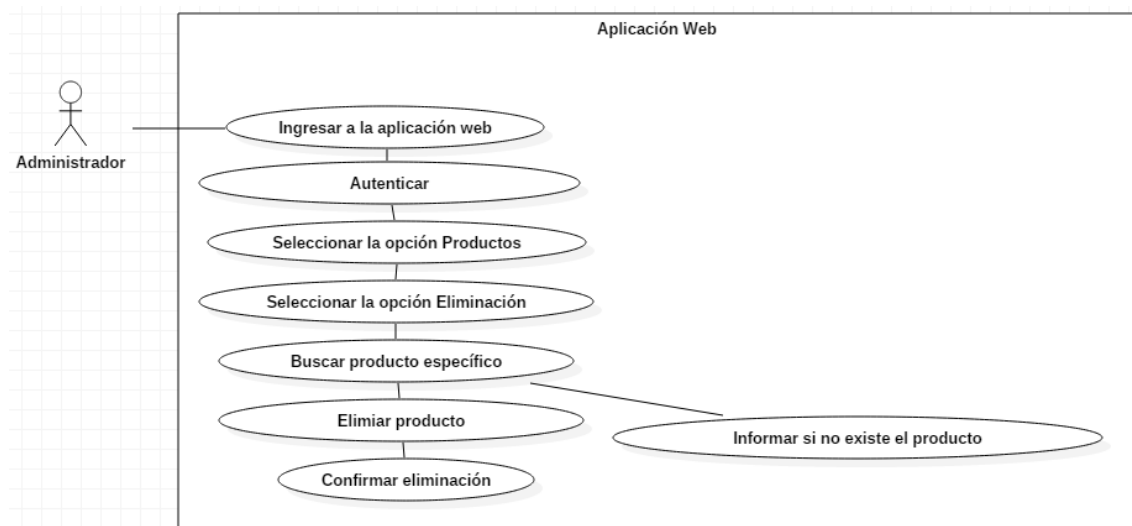 Aplicación Web
Administrador
Ingresar a la aplicación web
Autenticar
Seleccionar la opción Productos
Seleccionar la opción Eliminación
Buscar producto específico
Elimiar producto
Informar si no existe el producto
Confirmar eliminación